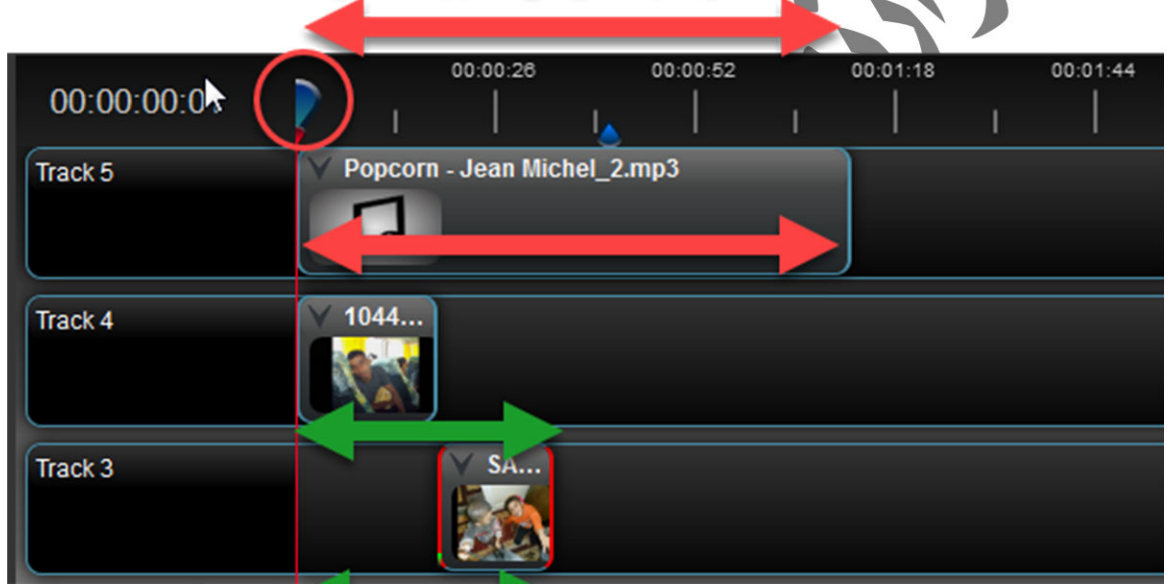 00:00:26 00:00:52 00:01:18 00:01:44
00:00:00:0
Track 5 Popcorn - Jean Michel_2.mp3
Track 4 1044...
Track 3 SA...